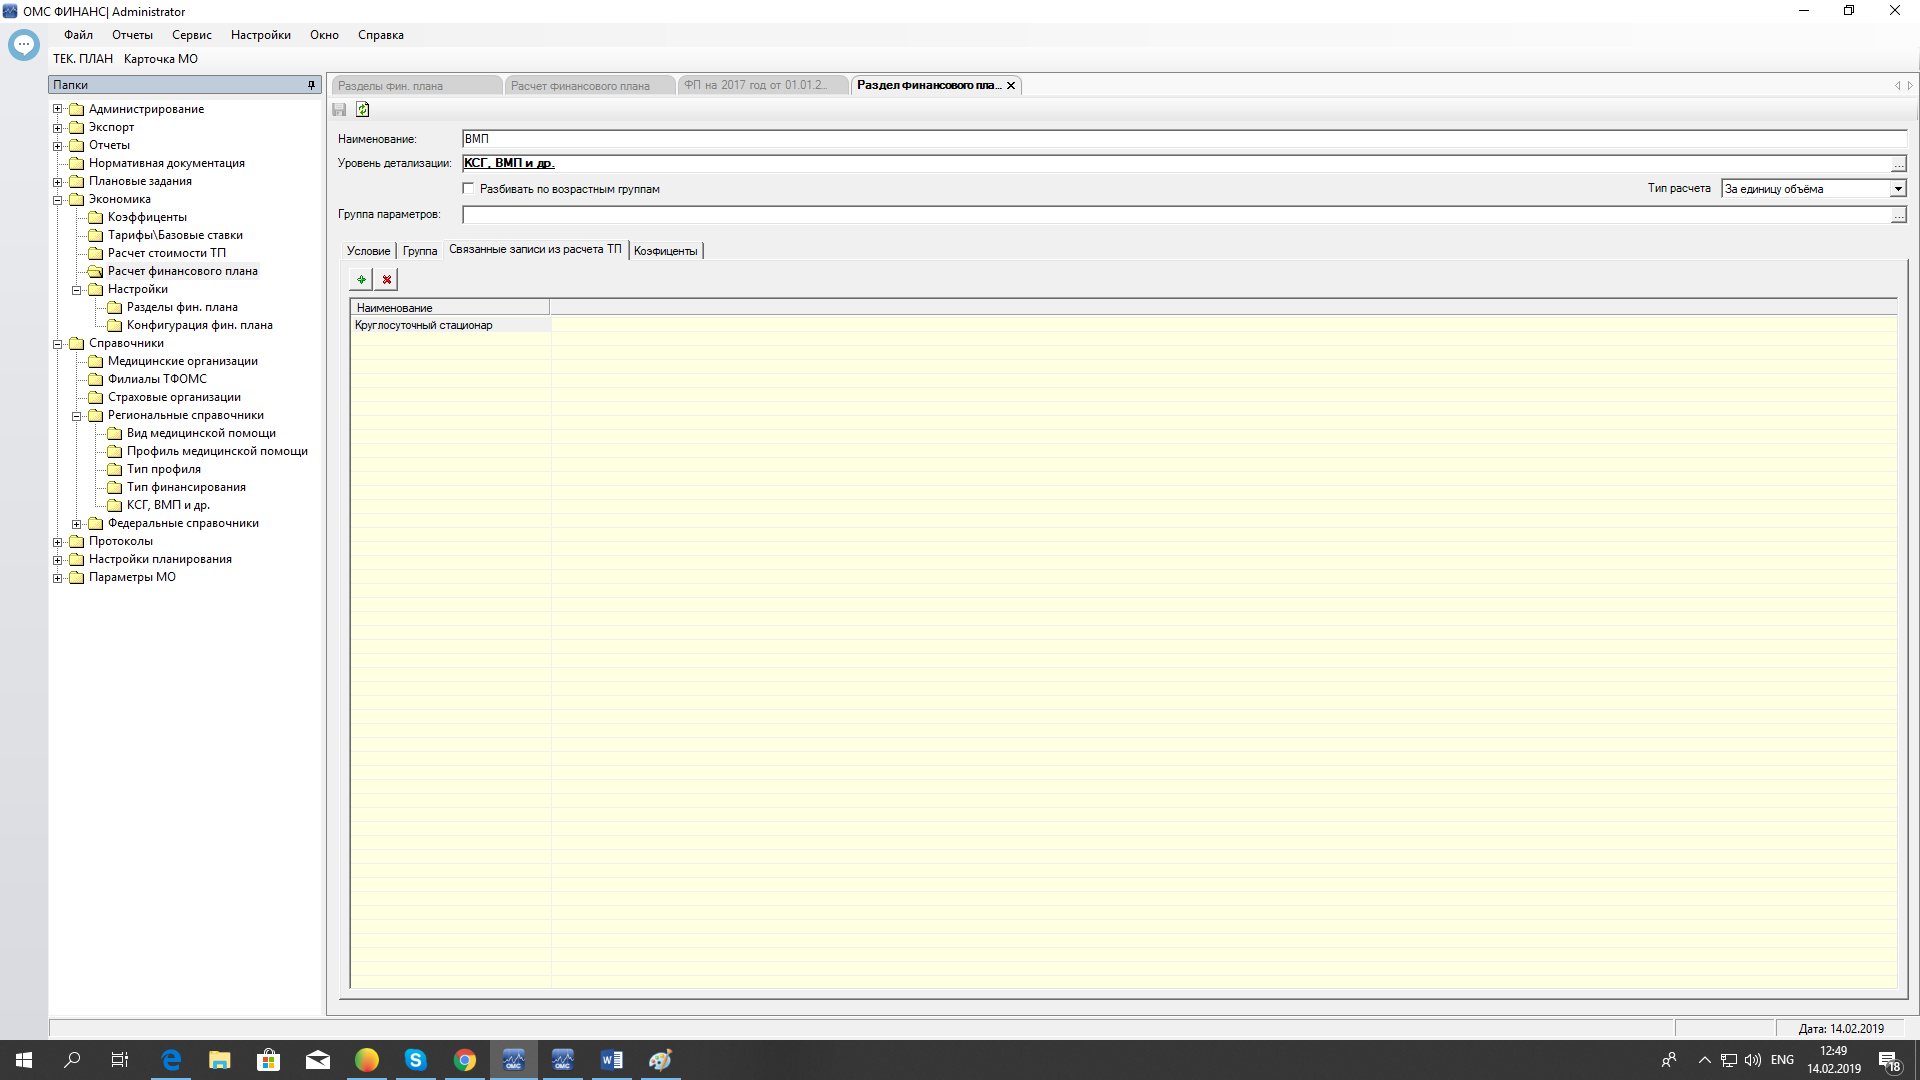 ОМС ФИНАНС| Administrator
Файл Отчеты Сервис Настройки Окно Справка
ТЕК. ПЛАН Карточка МО
Папки
Администрирование
Экспорт
Отчеты
Нормативная документация
Плановые задания
Экономика
Коэффиценты
Тарифы\Базовые ставки
Расчет стоимости ТП
Расчет финансового плана
Настройки
Разделы фин. плана
Конфигурация фин. плана
Справочники
Медицинские организации
Филиалы ТФОМС
Страховые организации
Региональные справочники
Вид медицинской помощи
Профиль медицинской помощи
Тип профиля
Тип финансирования
КСГ, ВМП и др.
Федеральные справочники
Протоколы
Настройки планирования
Параметры МО
Разделы фин. плана Расчет финансового плана ФП на 2017 год от 01.01.2... Раздел финансового пла...
Наименование: ВМП
Уровень детализации: КСГ, ВМП и др. ...
Разбивать по возрастным группам Тип расчета За единицу объёма
Группа параметров: ...
Условие Группа Связанные записи из расчета ТП Коэфиценты
Наименование
Круглосуточный стационар
Дата: 14.02.2019
ОМС ОМС ENG 12:49
14.02.2019 18